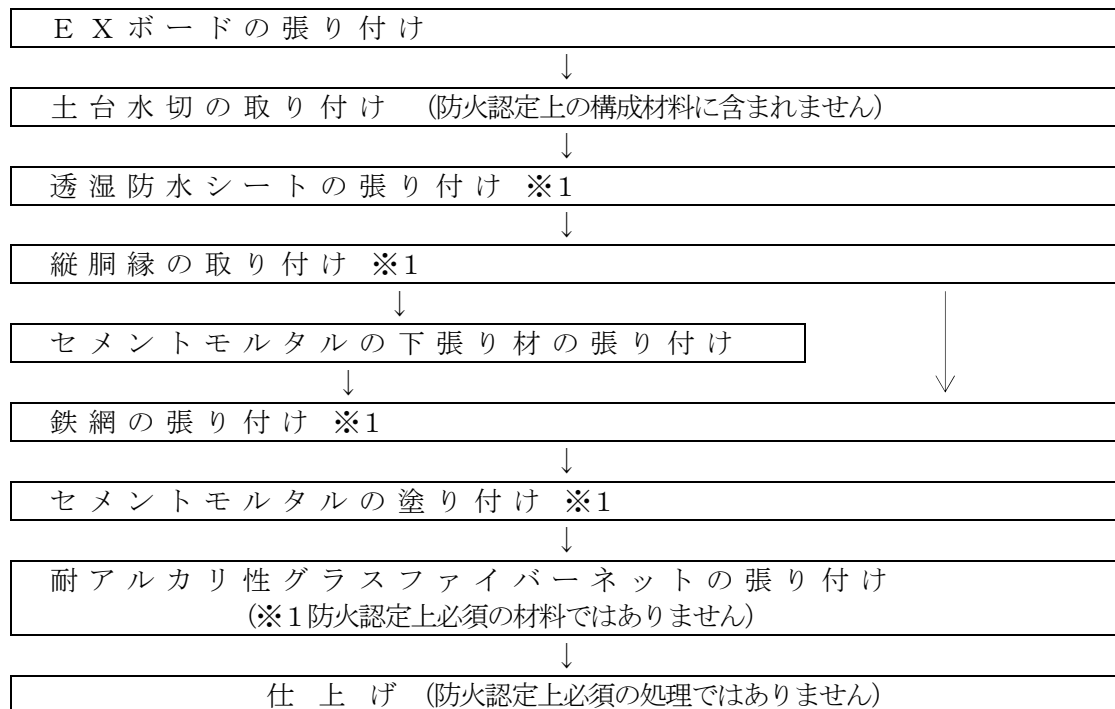 EXボードの張り付け
↓
土台水切の取り付け (防火認定上の構成材料に含まれません)
↓
透湿防水シートの張り付け ※1
↓
縦胴縁の取り付け ※1
↓
セメントモルタルの下張り材の張り付け
↓
鉄網の張り付け ※1
↓
セメントモルタルの塗り付け ※1
↓
耐アルカリ性グラスファイバーネットの張り付け
(※1防火認定上必須の材料ではありません)
↓
仕上げ (防火認定上必須の処理ではありません)